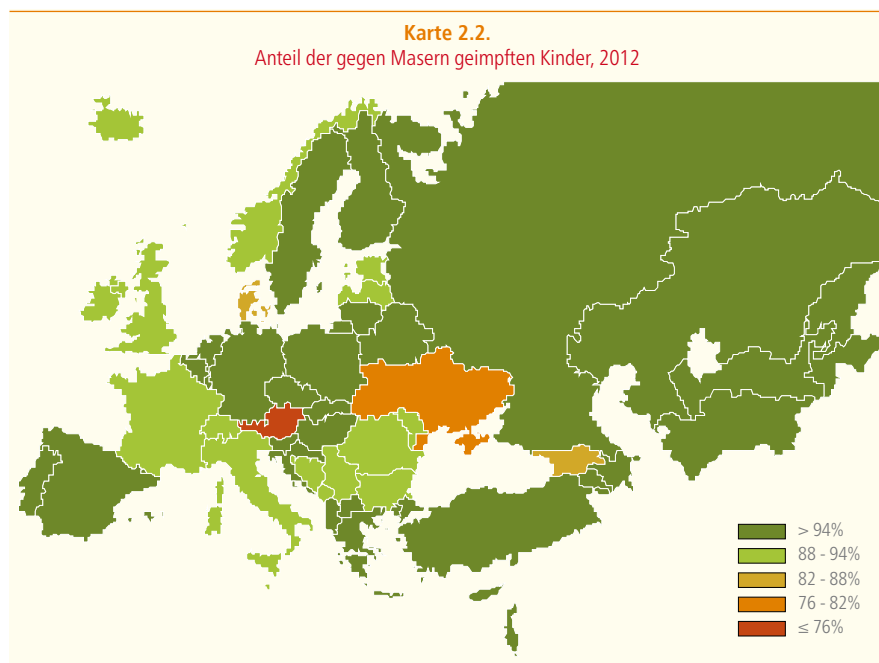 Karte 2.2.
Anteil der gegen Masern geimpften Kinder, 2012
> 94%
88 - 94%
82 - 88%
76 - 82%
≤ 76%